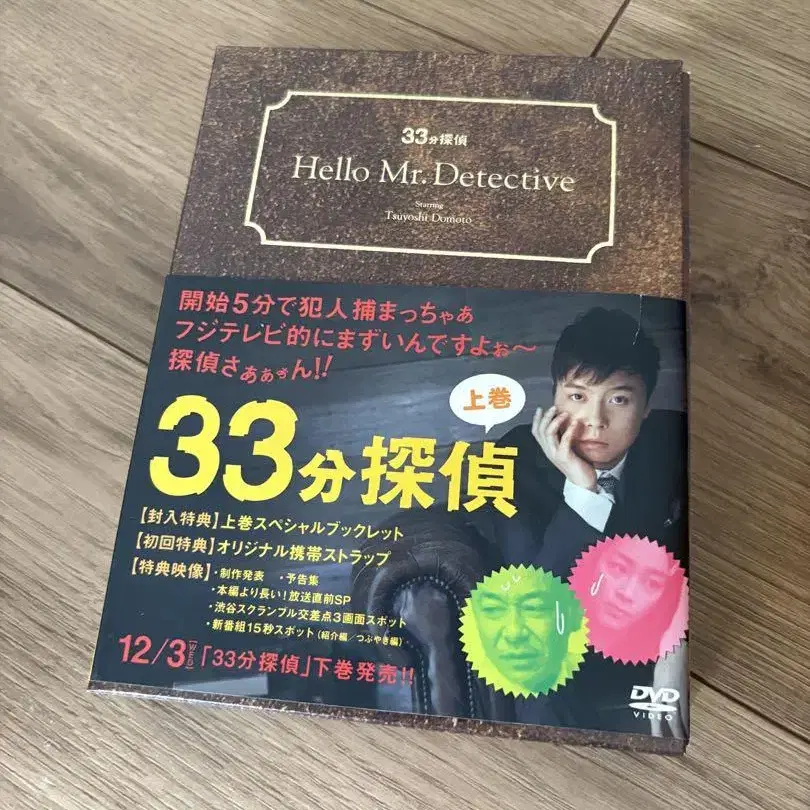 33分探偵
Hello Mr. Detective
Starring
Tsuyoshi Domoto
開始5分で犯人捕まっちゃあ
フジテレビ的にまずいんですよぉ〜
探偵さぁぁぅん!!
上巻
33分探偵
【封入特典】上巻スペシャルブックレット
【初回特典】オリジナル携帯ストラップ
【特典映像】・制作発表 ・予告集
・本編より長い!放送直前SP
・渋谷スクランブル交差点3画面スポット
・新番組15秒スポット(紹介編/つぶやき編)
12/3[WED]「33分探偵」下巻発売!!
DVD
VIDEO